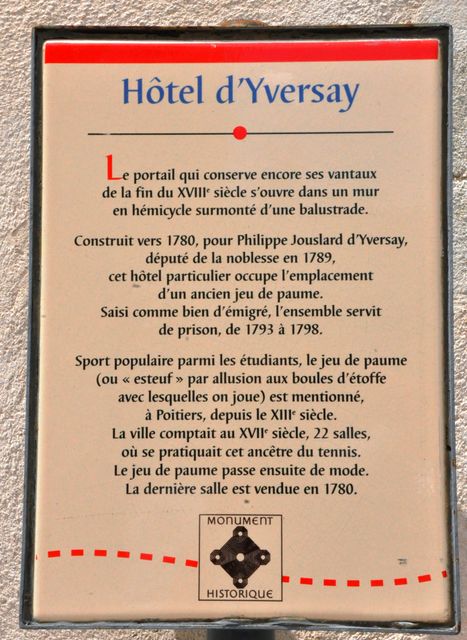 Hôtel d'Yversay
Le portail qui conserve encore ses vantaux
de la fin du XVIIIe siècle s'ouvre dans un mur
en hémicycle surmonté d'une balustrade.
Construit vers 1780, pour Philippe Jouslard d'Yversay,
député de la noblesse en 1789,
cet hôtel particulier occupe l'emplacement
d'un ancien jeu de paume.
Saisi comme bien d'émigré, l'ensemble servit
de prison, de 1793 à 1798.
Sport populaire parmi les étudiants, le jeu de paume
(ou « esteuf » par allusion aux boules d'étoffe
avec lesquelles on joue) est mentionné,
à Poitiers, depuis le XIIIe siècle.
La ville comptait au XVIIe siècle, 22 salles,
où se pratiquait cet ancêtre du tennis.
Le jeu de paume passe ensuite de mode.
La dernière salle est vendue en 1780.
MONUMENT
HISTORIQUE